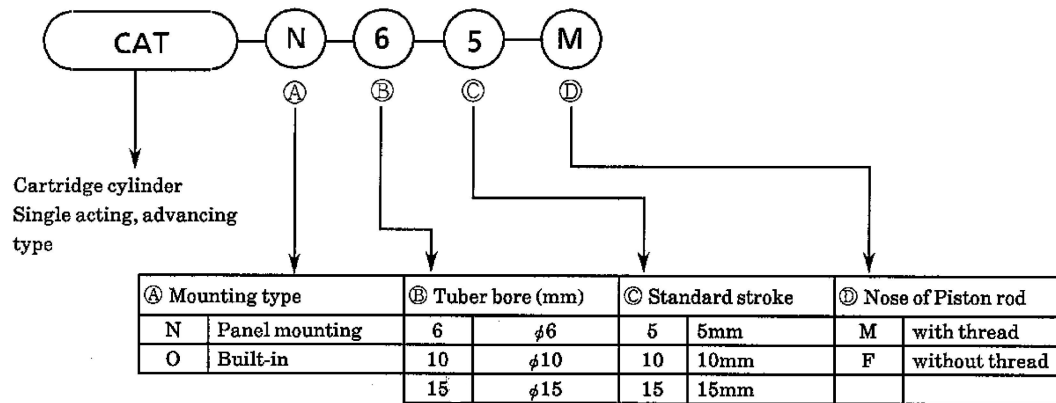 CAT N 6 5 M
Ⓐ Ⓑ Ⓒ Ⓓ
Cartridge cylinder
Single acting, advancing
type
Ⓐ Mounting type Ⓑ Tuber bore (mm) Ⓒ Standard stroke Ⓓ Nose of Piston rod
N Panel mounting 6 ϕ6 5 5mm M with thread
O Built-in 10 ϕ10 10 10mm F without thread
15 ϕ15 15 15mm